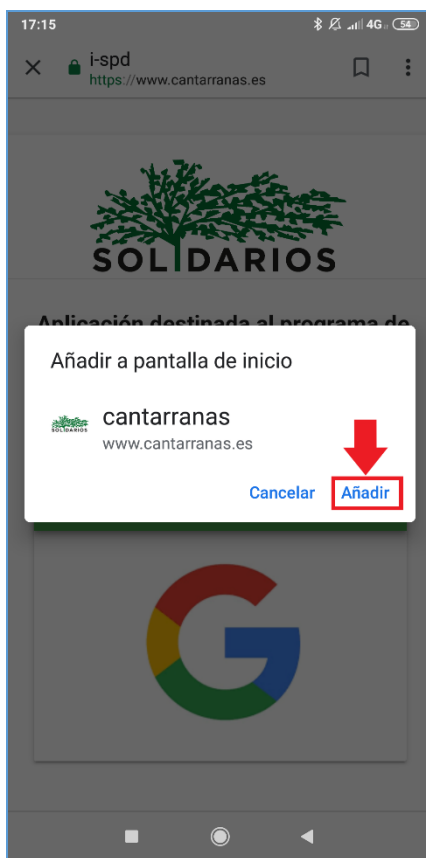 17:15
4G
54
i-spd
https://www.cantarranas.es
SOLIDARIOS
Aplicación destinada al programa de
Añadir a pantalla de inicio
SOLIDARIOS
cantarranas
www.cantarranas.es
Cancelar Añadir